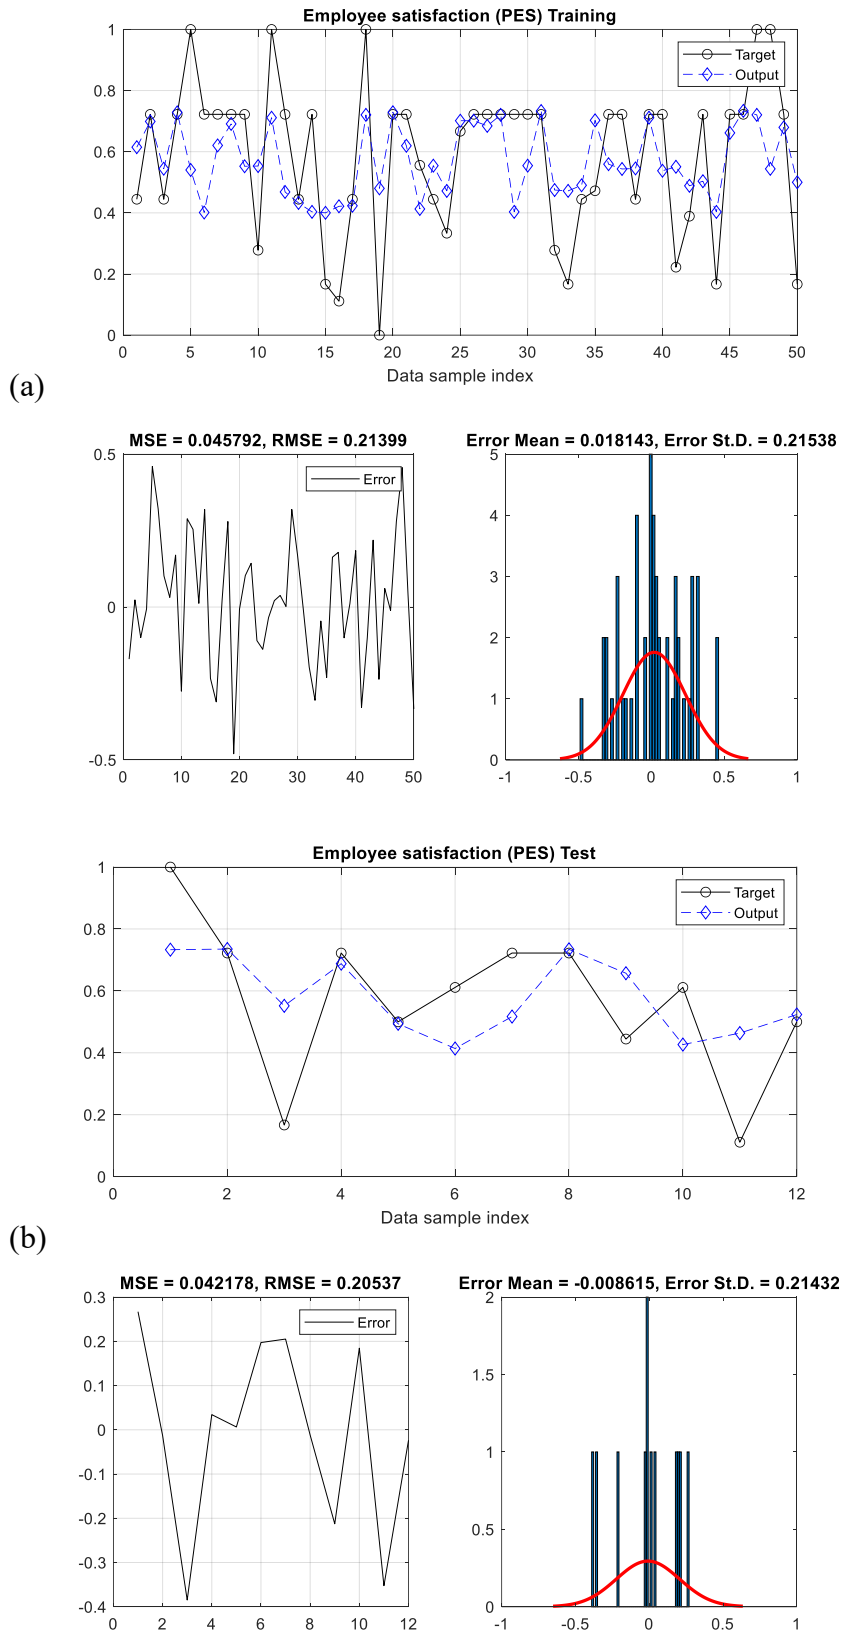 Employee satisfaction (PES) Training
1
0.8
0.6
0.4
0.2
0
Target
Output
0 5 10 15 20 25 30 35 40 45 50
Data sample index
(a)
MSE = 0.045792, RMSE = 0.21399
0.5
0
-0.5
Error
10 20 30 40 50
Error Mean = 0.018143, Error St.D. = 0.21538
5
4
3
2
1
0
-1 -0.5 0 0.5 1
Employee satisfaction (PES) Test
1
0.8
0.6
0.4
0.2
0
Target
Output
0 2 4 6 8 10 12
Data sample index
(b)
MSE = 0.042178, RMSE = 0.20537
0.3
0.2
0.1
0
-0.1
-0.2
-0.3
-0.4
Error
0 2 4 6 8 10 12
Error Mean = -0.008615, Error St.D. = 0.21432
2
1.5
1
0.5
0
-1 -0.5 0 0.5 1